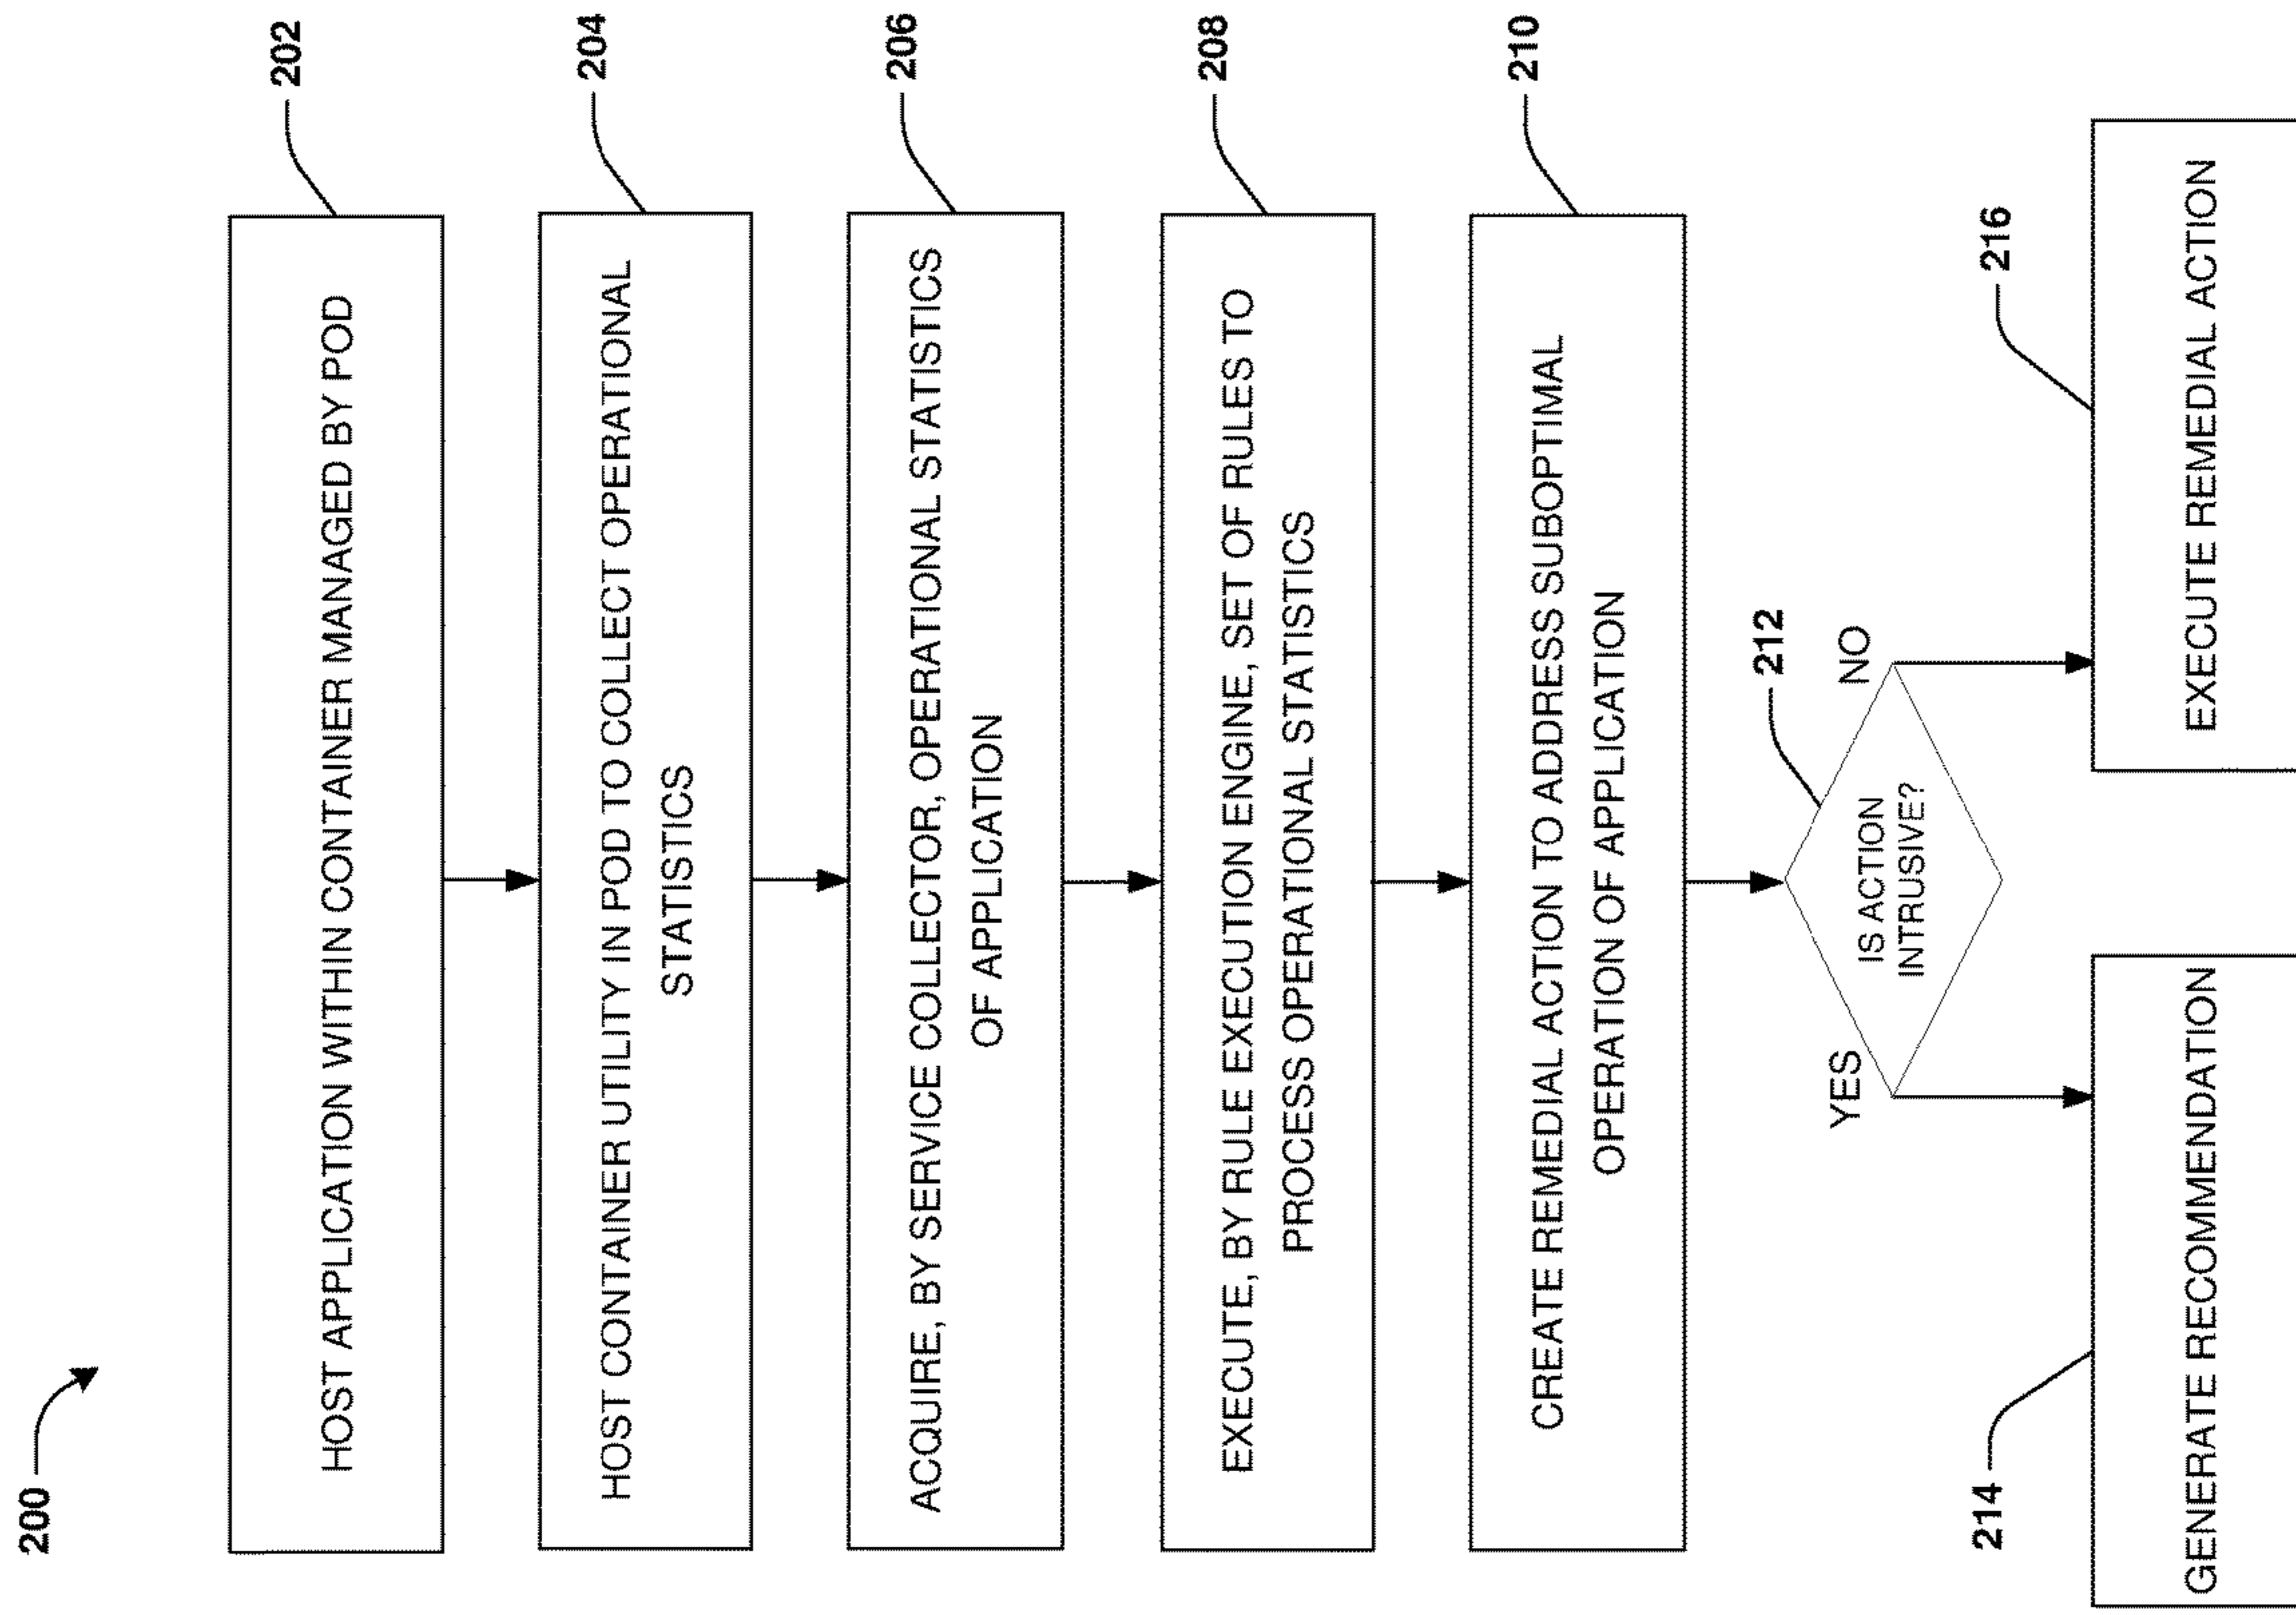 200
202
HOST APPLICATION WITHIN CONTAINER MANAGED BY POD
204
HOST CONTAINER UTILITY IN POD TO COLLECT OPERATIONAL
STATISTICS
206
ACQUIRE, BY SERVICE COLLECTOR, OPERATIONAL STATISTICS
OF APPLICATION
208
EXECUTE, BY RULE EXECUTION ENGINE, SET OF RULES TO
PROCESS OPERATIONAL STATISTICS
210
CREATE REMEDIAL ACTION TO ADDRESS SUBOPTIMAL
OPERATION OF APPLICATION
212
IS ACTION
INTRUSIVE?
YES
NO
214
GENERATE RECOMMENDATION
216
EXECUTE REMEDIAL ACTION